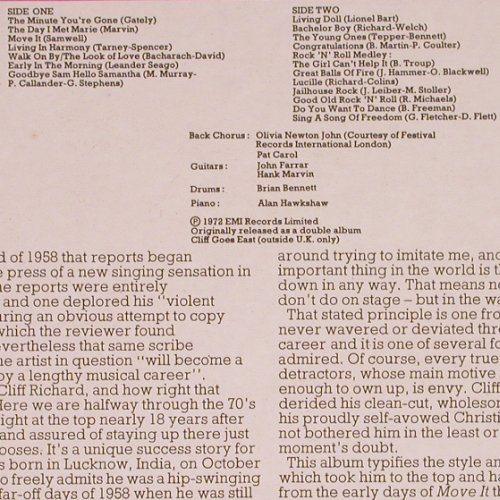 SIDE ONE
The Minute You're Gone (Gately)
The Day I Met Marie (Marvin)
Move It (Samwell)
Living In Harmony (Tarney-Spencer)
Walk On By/The Look of Love (Bacharach-David)
Early In The Morning (Leander Seago)
Goodbye Sam Hello Samantha (M. Murray-
P. Callander-G. Stephens)
SIDE TWO
Living Doll (Lionel Bart)
Bachelor Boy (Richard-Welch)
The Young Ones (Tepper-Bennett)
Congratulations (B. Martin-P. Coulter)
Rock 'N' Roll Medley:
The Girl Can't Help It (B. Troup)
Great Balls Of Fire (J. Hammer-O. Blackwell)
Lucille (Richard-Colins)
Jailhouse Rock (J. Leiber-M. Stoller)
Good Old Rock 'N' Roll (R. Michaels)
Do You Want To Dance (B. Freeman)
Sing A Song Of Freedom (G. Fletcher-D. Flett)
Back Chorus: Olivia Newton John (Courtesy of Festival
Records International London)
Pat Carol
Guitars: John Farrar
Hank Marvin
Drums: Brian Bennett
Piano: Alan Hawkshaw
℗ 1972 EMI Records Limited
Originally released as a double album
Cliff Goes East (outside U.K. only)
d of 1958 that reports began
e press of a new singing sensation in
e reports were entirely
and one deplored his "violent
uring an obvious attempt to copy
which the reviewer found
evertheless that same scribe
e artist in question "will become a
oy a lengthy musical career".
Cliff Richard, and how right that
Here we are halfway through the 70's
ight at the top nearly 18 years after
and assured of staying up there just
ooses. It's a unique success story for
s born in Lucknow, India, on October
o freely admits he was a hip-swinging
far-off days of 1958 when he was still
around trying to imitate me, and
important thing in the world is th
down in any way. That means ne
don't do on stage – but in the wa
That stated principle is one fro
never wavered or deviated thro
career and it is one of several fo
admired. Of course, every true
detractors, whose main motive
enough to own up, is envy. Cliff
derided his clean-cut, wholeso
his proudly self-avowed Christi
not bothered him in the least or
moment's doubt.
This album typifies the style an
which took him to the top and l
from the early days of Move It!